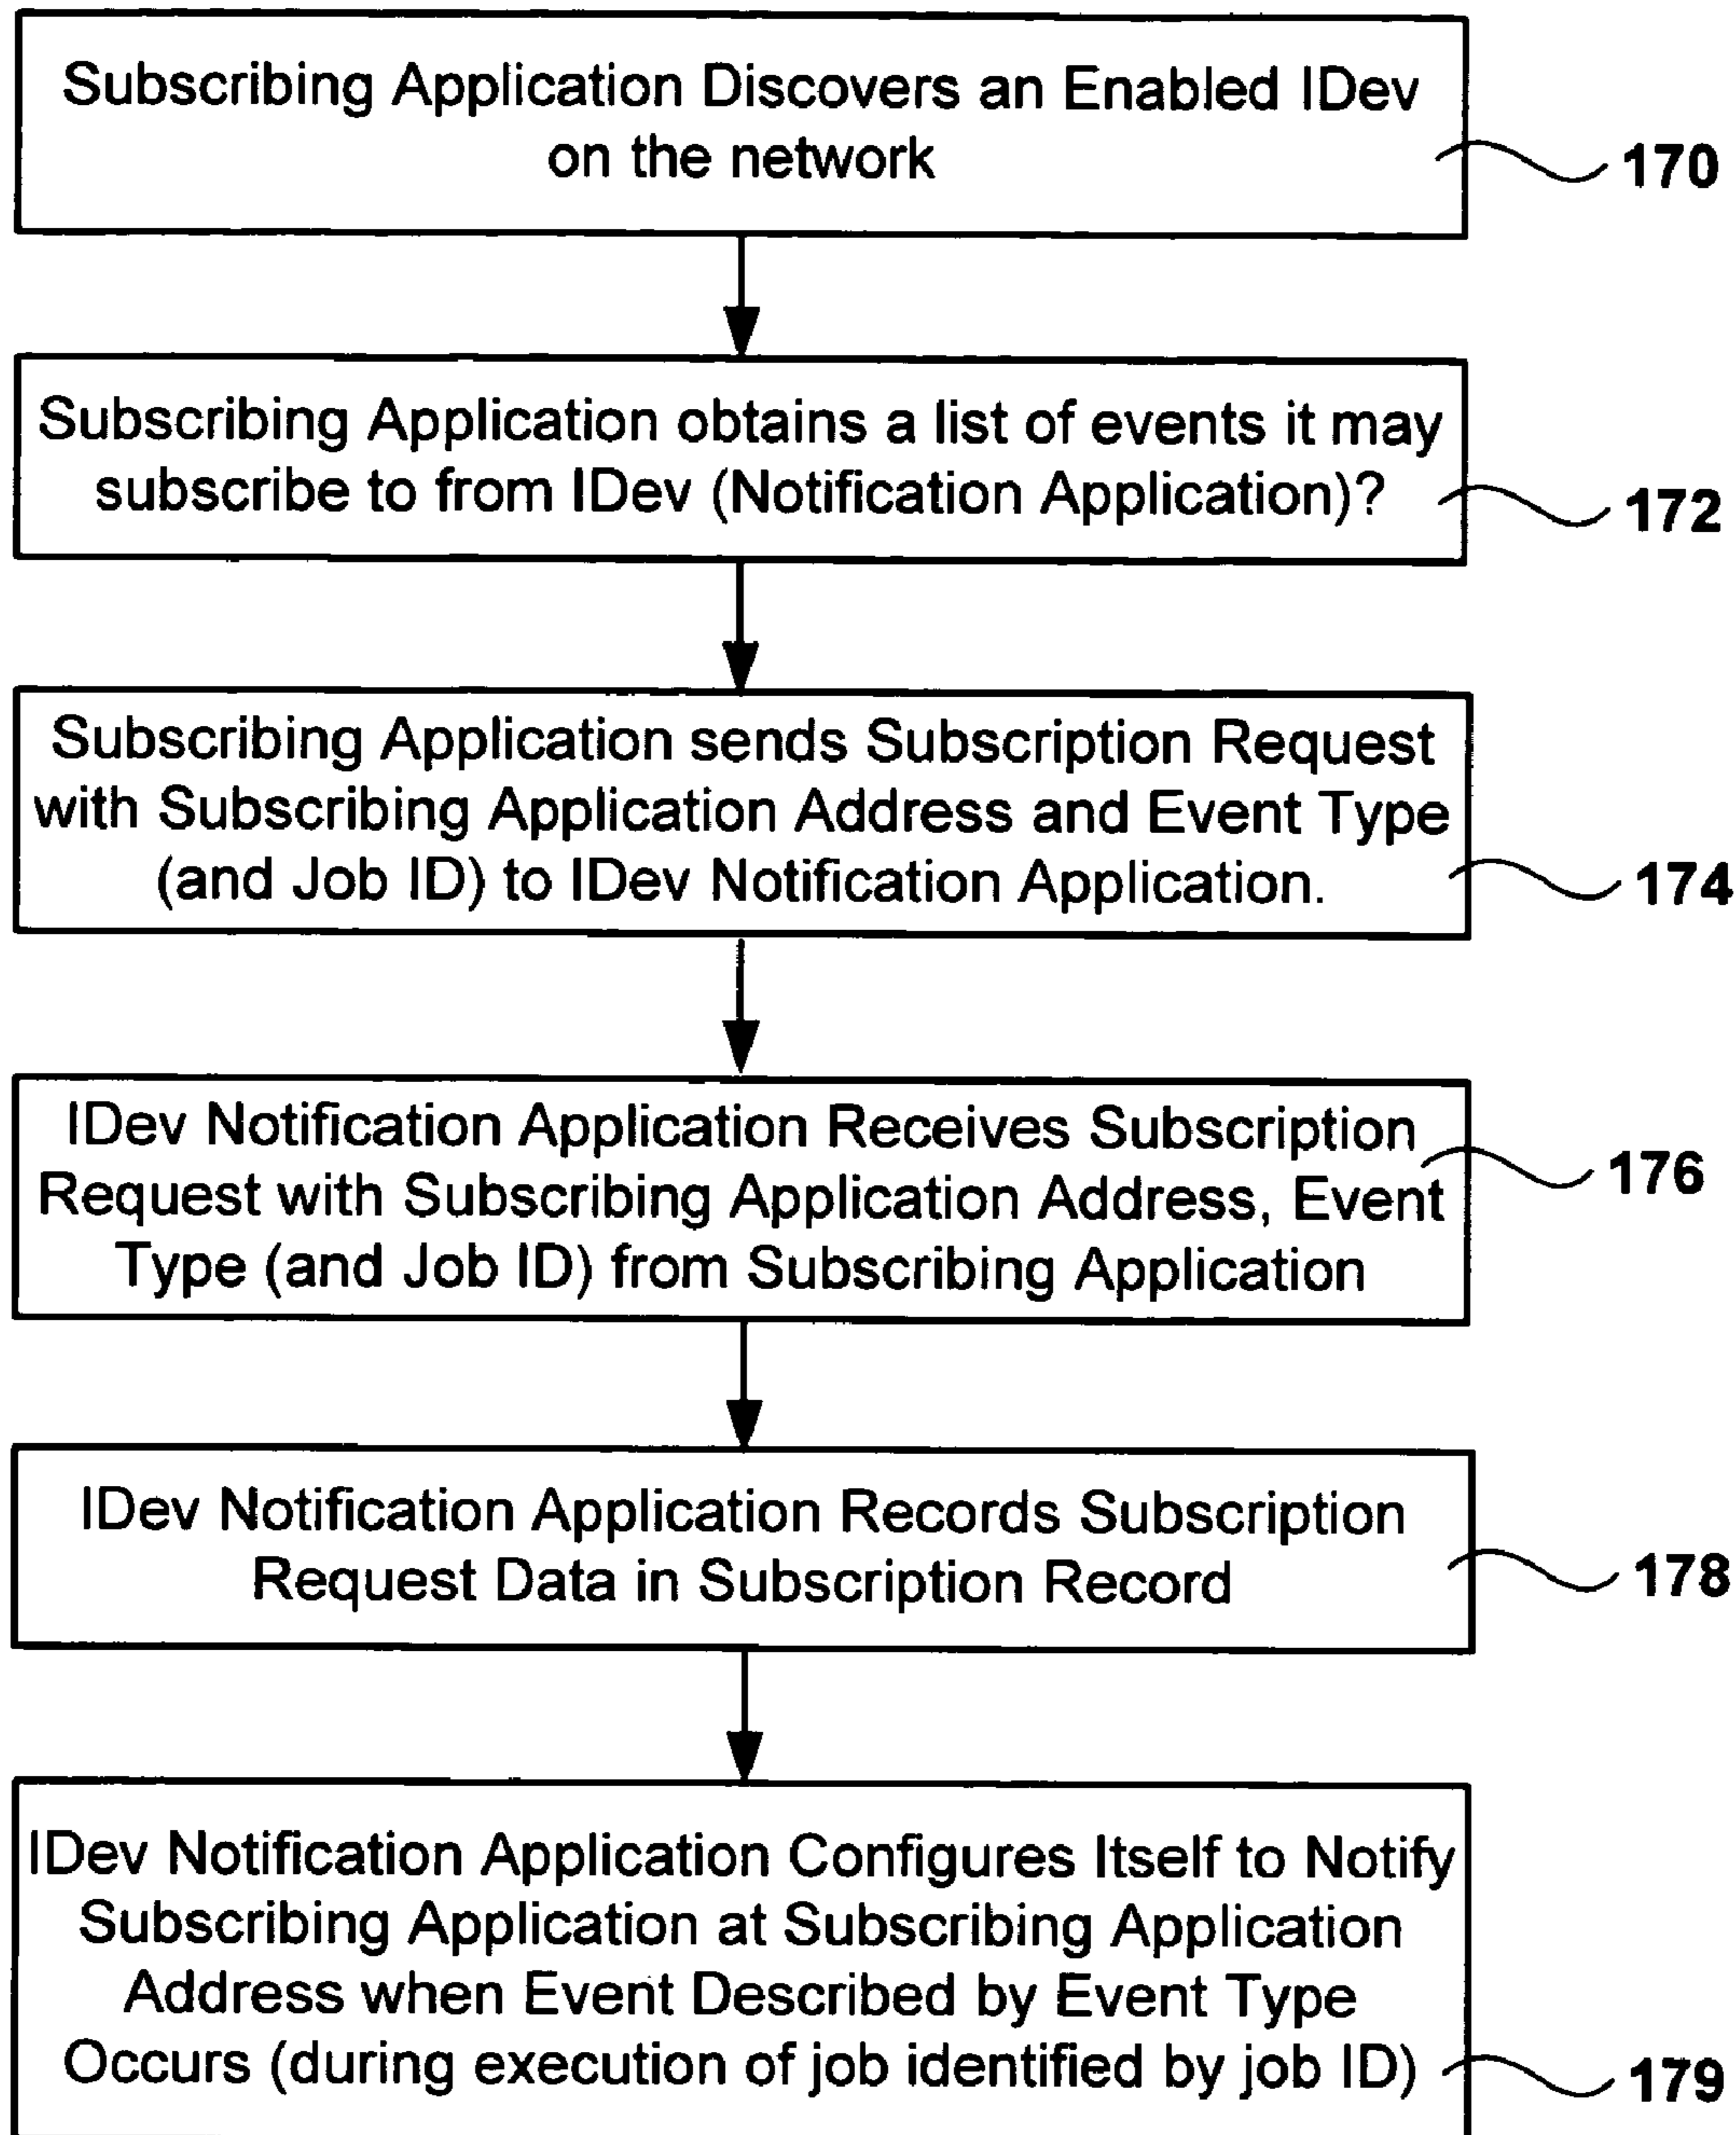 Subscribing Application Discovers an Enabled IDev
on the network
170
Subscribing Application obtains a list of events it may
subscribe to from IDev (Notification Application)?
172
Subscribing Application sends Subscription Request
with Subscribing Application Address and Event Type
(and Job ID) to IDev Notification Application.
174
IDev Notification Application Receives Subscription
Request with Subscribing Application Address, Event
Type (and Job ID) from Subscribing Application
176
IDev Notification Application Records Subscription
Request Data in Subscription Record
178
IDev Notification Application Configures Itself to Notify
Subscribing Application at Subscribing Application
Address when Event Described by Event Type
Occurs (during execution of job identified by job ID)
179